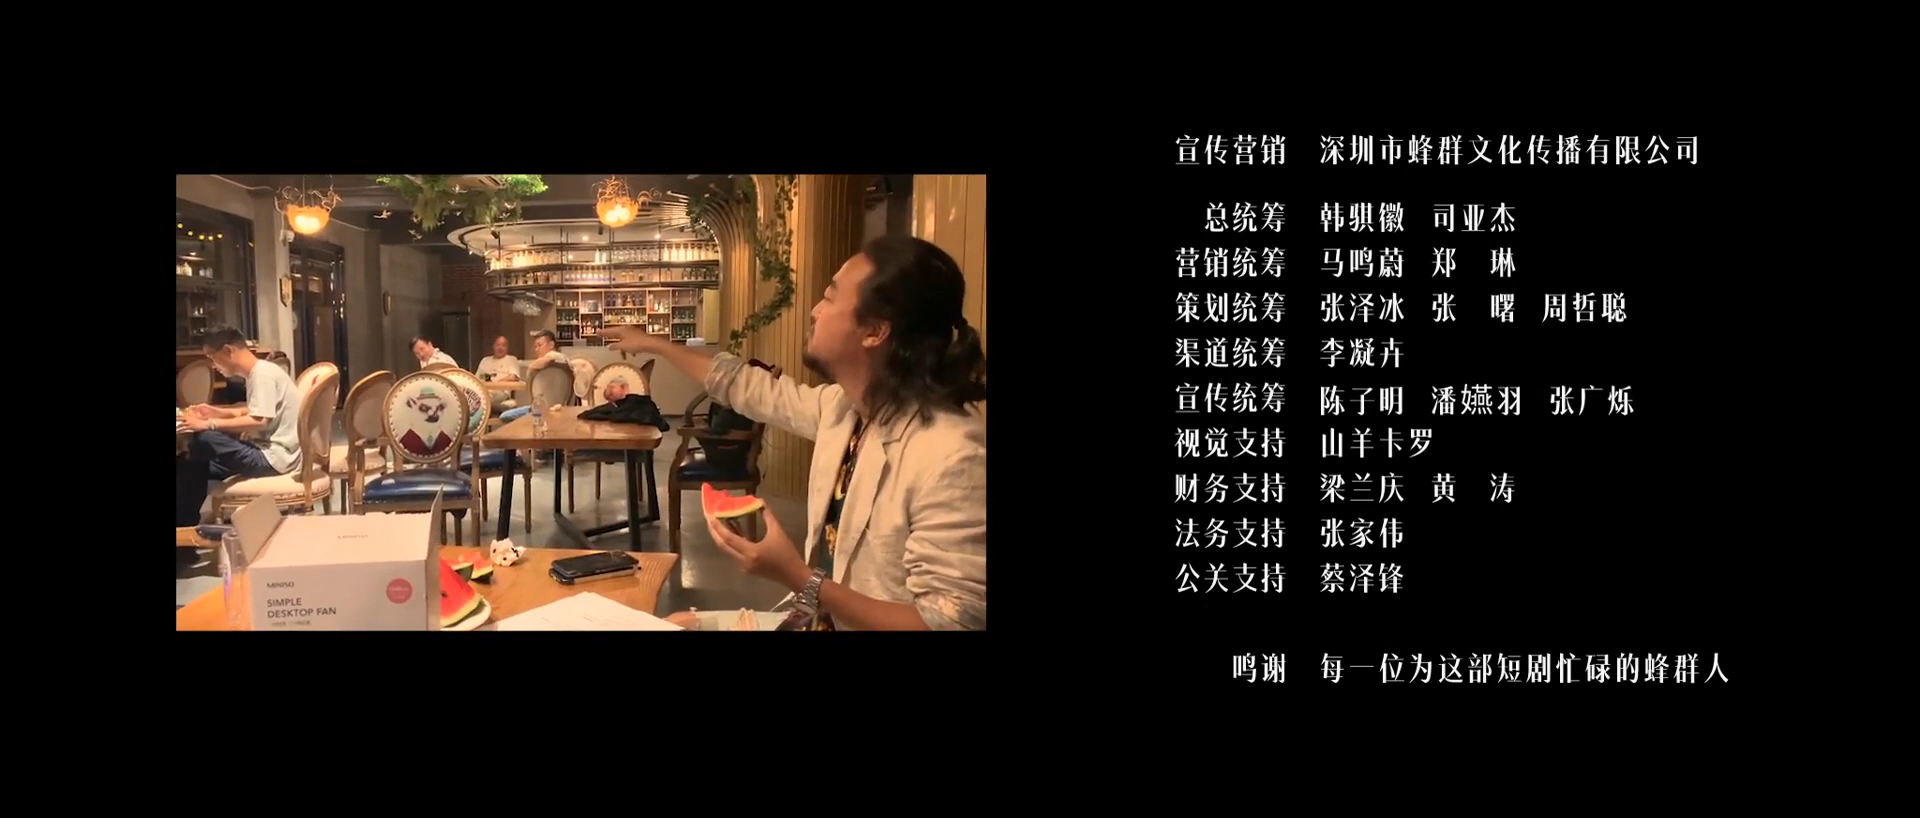 宣传营销 深圳市蜂群文化传播有限公司
总统筹 韩骐徽 司亚杰
营销统筹 马鸣蔚 郑 琳
策划统筹 张泽冰 张 曙 周哲聪
渠道统筹 李凝卉
宣传统筹 陈子明 潘嬿羽 张广烁
视觉支持 山羊卡罗
财务支持 梁兰庆 黄 涛
法务支持 张家伟
公关支持 蔡泽锋
鸣谢 每一位为这部短剧忙碌的蜂群人
MINISO
SIMPLE
DESKTOP FAN